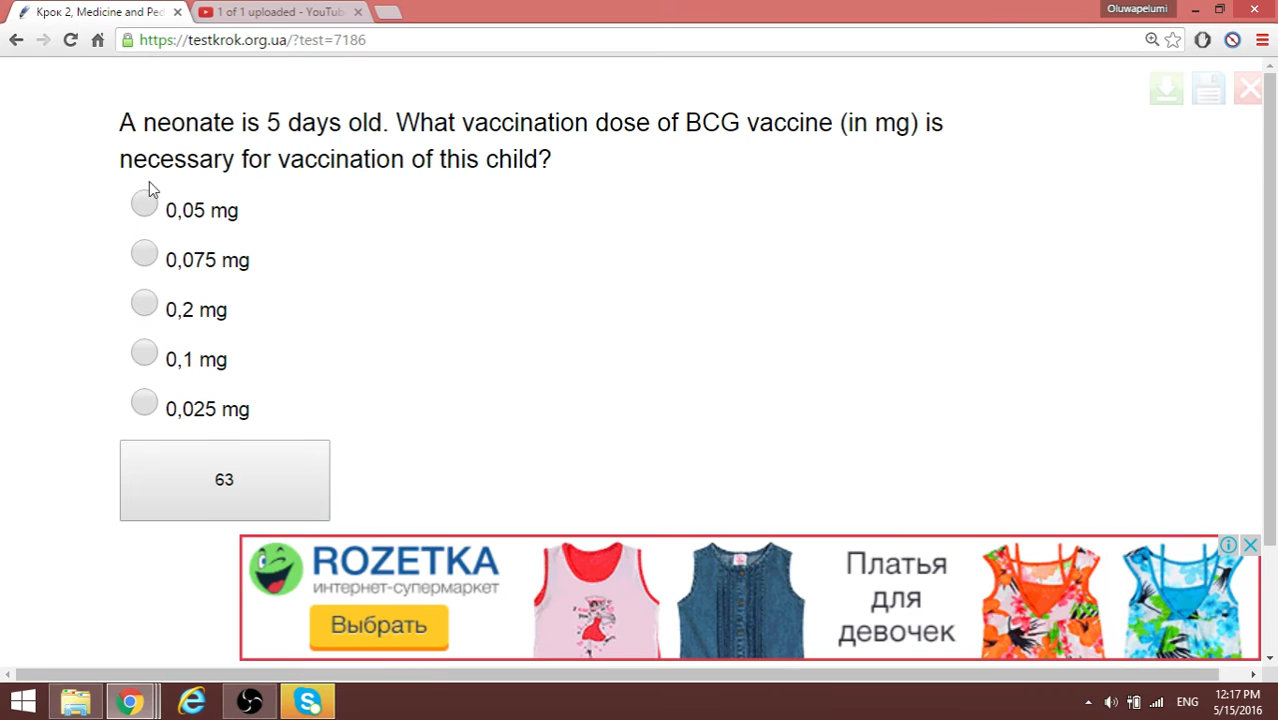 Крок 2, Medicine and Ped
1 of 1 uploaded - YouTub
Oluwapelumi
https://testkrok.org.ua/?test=7186
A neonate is 5 days old. What vaccination dose of BCG vaccine (in mg) is
necessary for vaccination of this child?
0,05 mg
0,075 mg
0,2 mg
0,1 mg
0,025 mg
63
ROZETKA
интернет-супермаркет
Выбрать
Платья
для
девочек
ENG
12:17 PM
5/15/2016